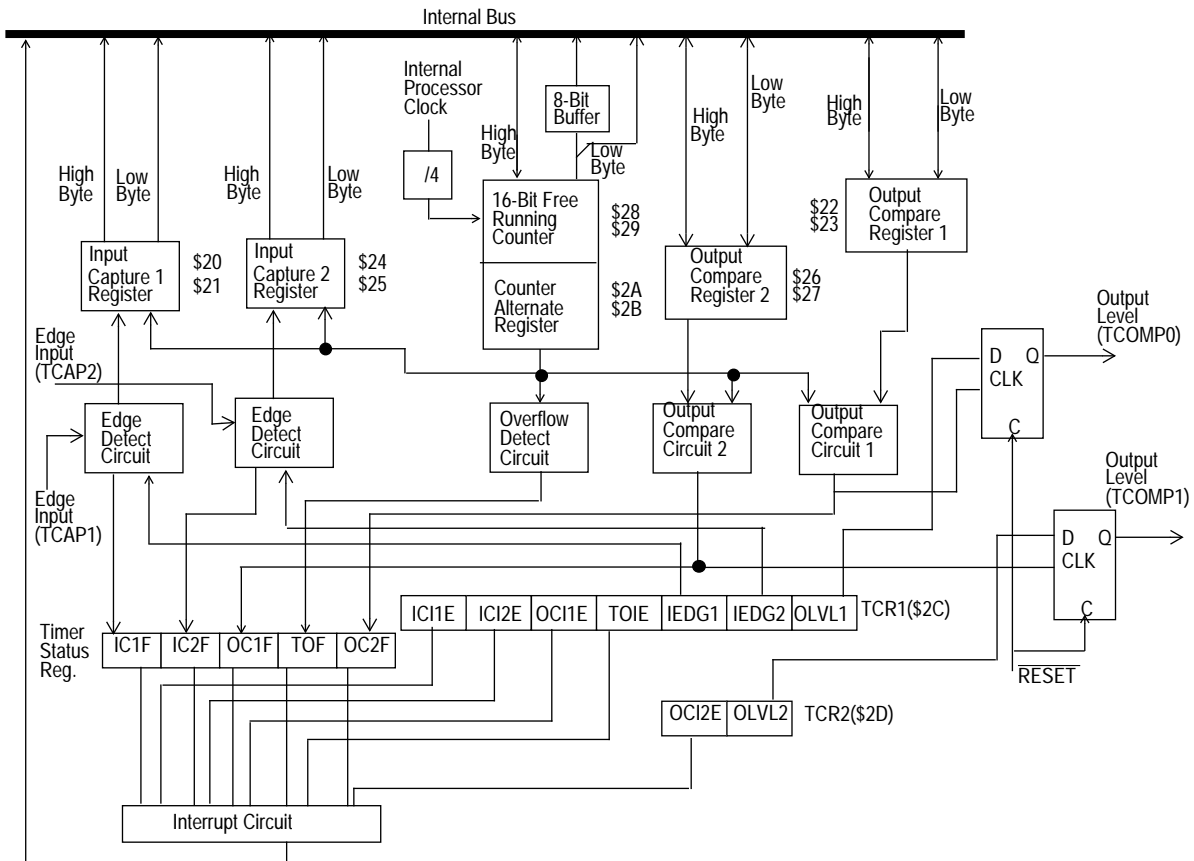 Internal Bus
High
Byte
Low
Byte
High
Byte
Low
Byte
Internal
Processor
Clock
/4
High
Byte
8-Bit
Buffer
Low
Byte
High
Byte
Low
Byte
High
Byte
Low
Byte
Input
Capture 1
Register
$20
$21
Input
Capture 2
Register
$24
$25
16-Bit Free
Running
Counter
$28
$29
Counter
Alternate
Register
$2A
$2B
Output
Compare
Register 2
$26
$27
$22
$23
Output
Compare
Register 1
Edge
Input
(TCAP2)
Edge
Detect
Circuit
Edge
Detect
Circuit
Overflow
Detect
Circuit
Output
Compare
Circuit 2
Output
Compare
Circuit 1
D Q
CLK
C
Output
Level
(TCOMP0)
Edge
Input
(TCAP1)
D Q
CLK
C
Output
Level
(TCOMP1)
RESET
ICI1E ICI2E OCI1E TOIE IEDG1 IEDG2 OLVL1 TCR1($2C)
Timer
Status
Reg.
IC1F IC2F OC1F TOF OC2F
OCI2E OLVL2 TCR2($2D)
Interrupt Circuit